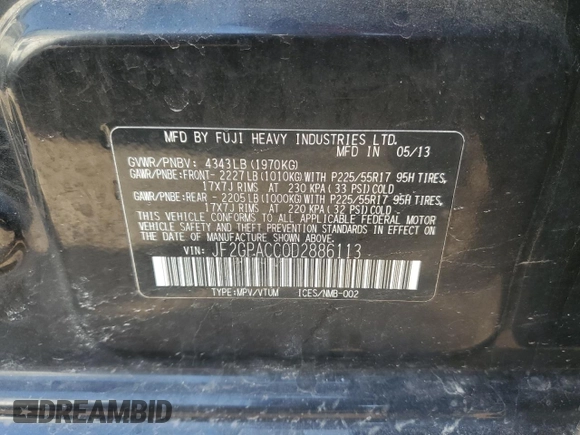 MFD BY FUJI HEAVY INDUSTRIES LTD.
GVWR/PNBV: 4343LB (1970KG) MFD IN 05/13
GAWR/PNBE:FRONT- 2227LB(1010KG)WITH P225/55R17 95H TIRES,
17X7J RIMS AT 230 KPA (33 PSI)COLD
GAWR/PNBE:REAR - 2205LB(1000KG)WITH P225/55R17 95H TIRES,
17X7J RIMS AT 220 KPA (32 PSI)COLD
THIS VEHICLE CONFORMS TO ALL APPLICABLE FEDERAL MOTOR
VEHICLE SAFETY AND THEFT PREVENTION STANDARDS IN EFFECT ON
THE DATE OF MANUFACTURE SHOWN ABOVE.
VIN: JF2GPACC0D2886113
TYPE:MPV/VTUM ICES/NMB-002
DREAMBID